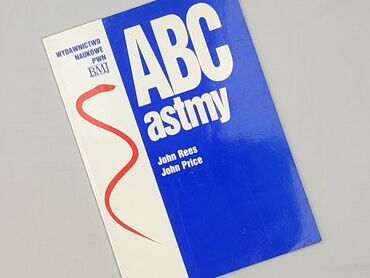 WYDAWNICTWO
NAUKOWE
PWN
BMJ
ABC
astmy
John Rees
John Price